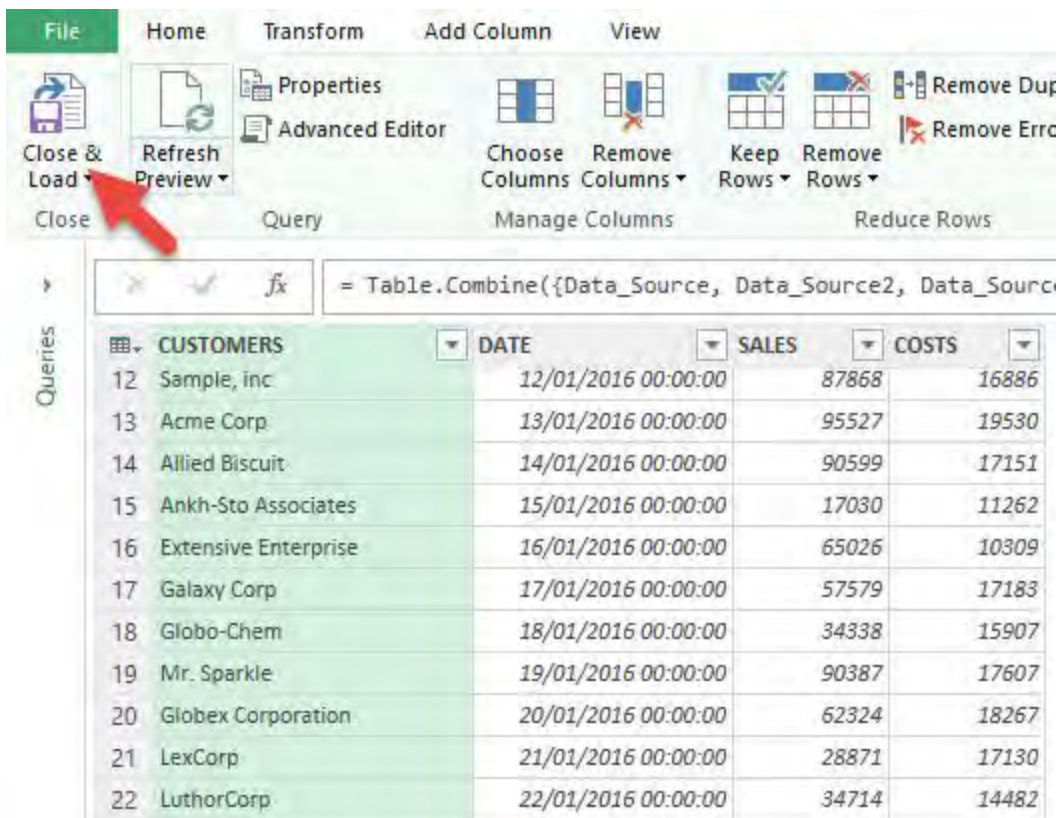 File Home Transform Add Column View
Properties
Advanced Editor
Remove Dup
Remove Erro
Close & Load
Refresh Preview
Choose Columns
Remove Columns
Keep Rows
Remove Rows
Close Query Manage Columns Reduce Rows
fx = Table.Combine({Data_Source, Data_Source2, Data_Source
Queries
CUSTOMERS DATE SALES COSTS
12 Sample, inc 12/01/2016 00:00:00 87868 16886
13 Acme Corp 13/01/2016 00:00:00 95527 19530
14 Allied Biscuit 14/01/2016 00:00:00 90599 17151
15 Ankh-Sto Associates 15/01/2016 00:00:00 17030 11262
16 Extensive Enterprise 16/01/2016 00:00:00 65026 10309
17 Galaxy Corp 17/01/2016 00:00:00 57579 17183
18 Globo-Chem 18/01/2016 00:00:00 34338 15907
19 Mr. Sparkle 19/01/2016 00:00:00 90387 17607
20 Globex Corporation 20/01/2016 00:00:00 62324 18267
21 LexCorp 21/01/2016 00:00:00 28871 17130
22 LuthorCorp 22/01/2016 00:00:00 34714 14482